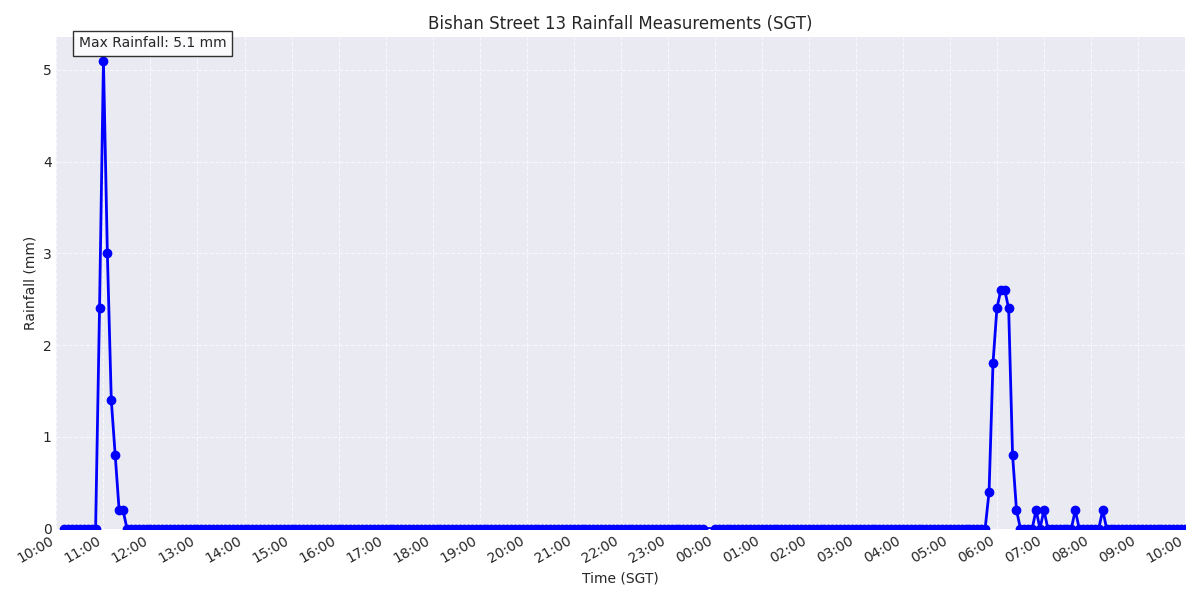 Bishan Street 13 Rainfall Measurements (SGT)
Max Rainfall: 5.1 mm
5
4
3
2
1
0
Rainfall (mm)
10:00 11:00 12:00 13:00 14:00 15:00 16:00 17:00 18:00 19:00 20:00 21:00 22:00 23:00 00:00 01:00 02:00 03:00 04:00 05:00 06:00 07:00 08:00 09:00 10:00
Time (SGT)